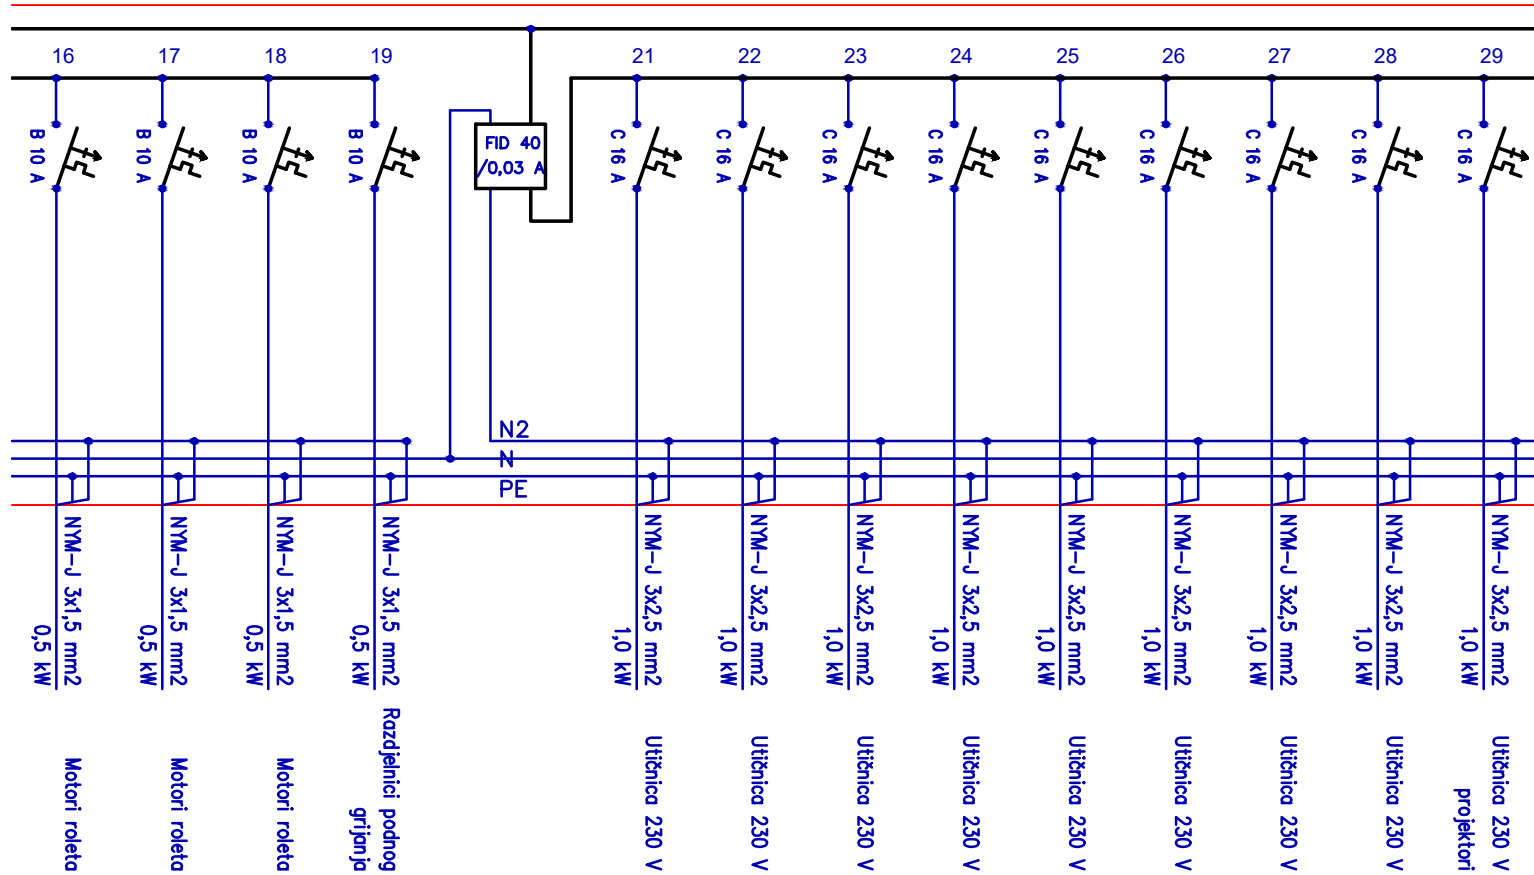 16
17
18
19
21
22
23
24
25
26
27
28
29
B 10 A
B 10 A
B 10 A
B 10 A
FID 40
/0,03 A
C 16 A
C 16 A
C 16 A
C 16 A
C 16 A
C 16 A
C 16 A
C 16 A
C 16 A
N2
N
PE
NYM-J 3x1,5 mm2
0,5 kW
NYM-J 3x1,5 mm2
0,5 kW
NYM-J 3x1,5 mm2
0,5 kW
NYM-J 3x1,5 mm2
0,5 kW
NYM-J 3x2,5 mm2
1,0 kW
NYM-J 3x2,5 mm2
1,0 kW
NYM-J 3x2,5 mm2
1,0 kW
NYM-J 3x2,5 mm2
1,0 kW
NYM-J 3x2,5 mm2
1,0 kW
NYM-J 3x2,5 mm2
1,0 kW
NYM-J 3x2,5 mm2
1,0 kW
NYM-J 3x2,5 mm2
1,0 kW
NYM-J 3x2,5 mm2
1,0 kW
Motori roleta
Motori roleta
Motori roleta
Razdjelnici podnog
grijanja
Utičnica 230 V
Utičnica 230 V
Utičnica 230 V
Utičnica 230 V
Utičnica 230 V
Utičnica 230 V
Utičnica 230 V
Utičnica 230 V
Utičnica 230 V
projektori